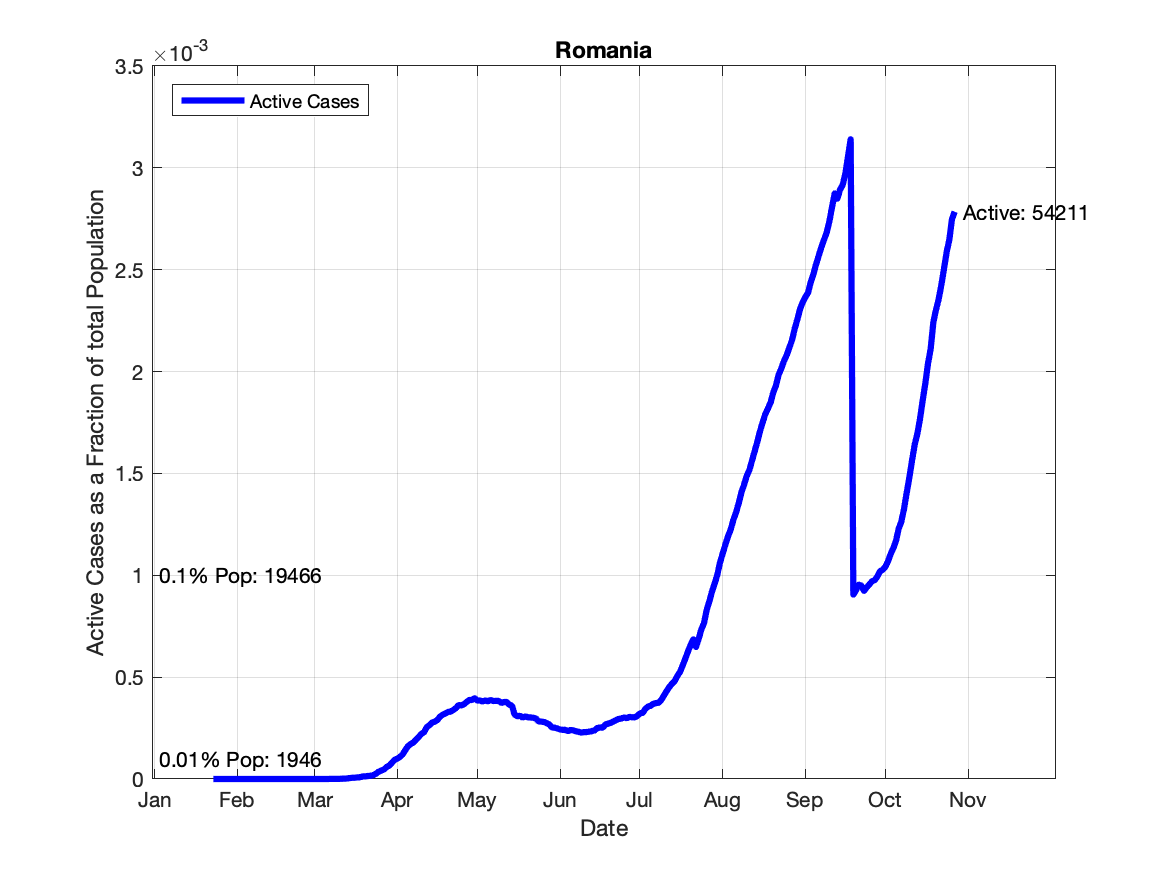 Romania
×10-3
3.5
3
2.5
2
1.5
1
0.5
0
Active Cases
Active: 54211
0.1% Pop: 19466
0.01% Pop: 1946
Active Cases as a Fraction of total Population
Jan Feb Mar Apr May Jun Jul Aug Sep Oct Nov
Date